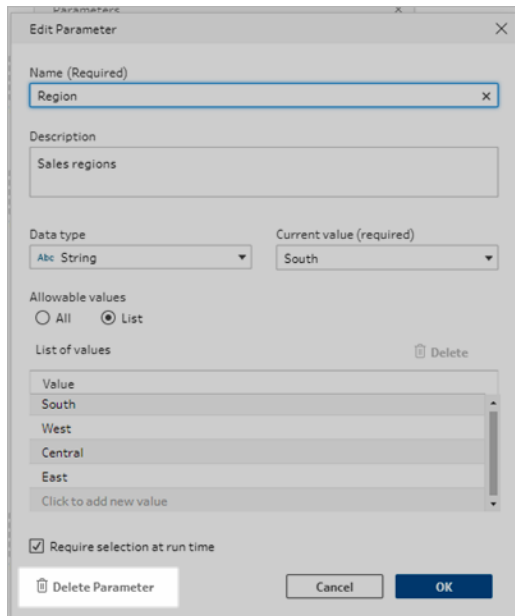 Parameters
Edit Parameter
Name (Required)
Region
Description
Sales regions
Data type
Current value (required)
Abc String
South
Allowable values
All
List
List of values
Delete
Value
South
West
Central
East
Click to add new value
Require selection at run time
Delete Parameter
Cancel
OK